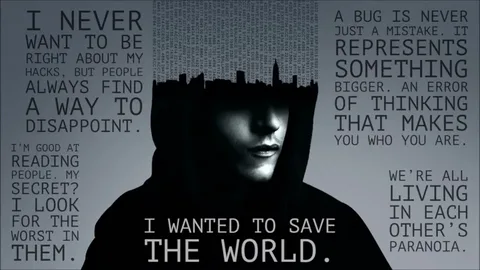 I NEVER
WANT TO BE
RIGHT ABOUT MY
HACKS, BUT PEOPLE
ALWAYS FIND
A WAY TO
DISAPPOINT.
I'M GOOD AT
READING
PEOPLE. MY
SECRET?
I LOOK
FOR THE
WORST IN
THEM.
A BUG IS NEVER
JUST A MISTAKE. IT
REPRESENTS
SOMETHING
BIGGER. AN ERROR
OF THINKING
THAT MAKES
YOU WHO YOU ARE.
WE'RE ALL
LIVING
IN EACH
OTHER'S
PARANOIA.
I WANTED TO SAVE
THE WORLD.